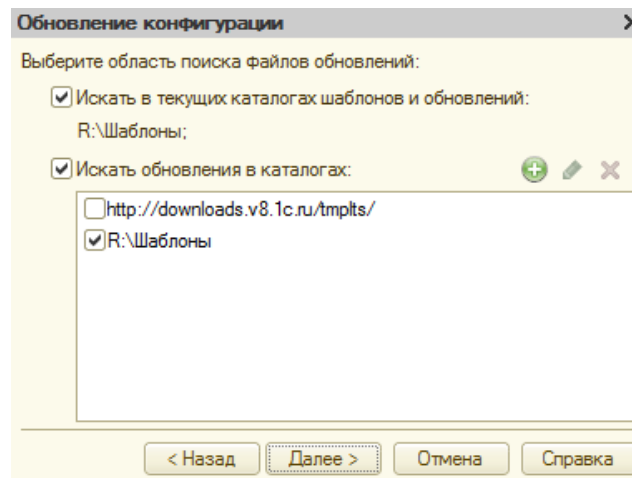 Обновление конфигурации
Выберите область поиска файлов обновлений:
Искать в текущих каталогах шаблонов и обновлений:
R:\Шаблоны;
Искать обновления в каталогах:
http://downloads.v8.1c.ru/tmplts/
R:\Шаблоны
< Назад Далее > Отмена Справка